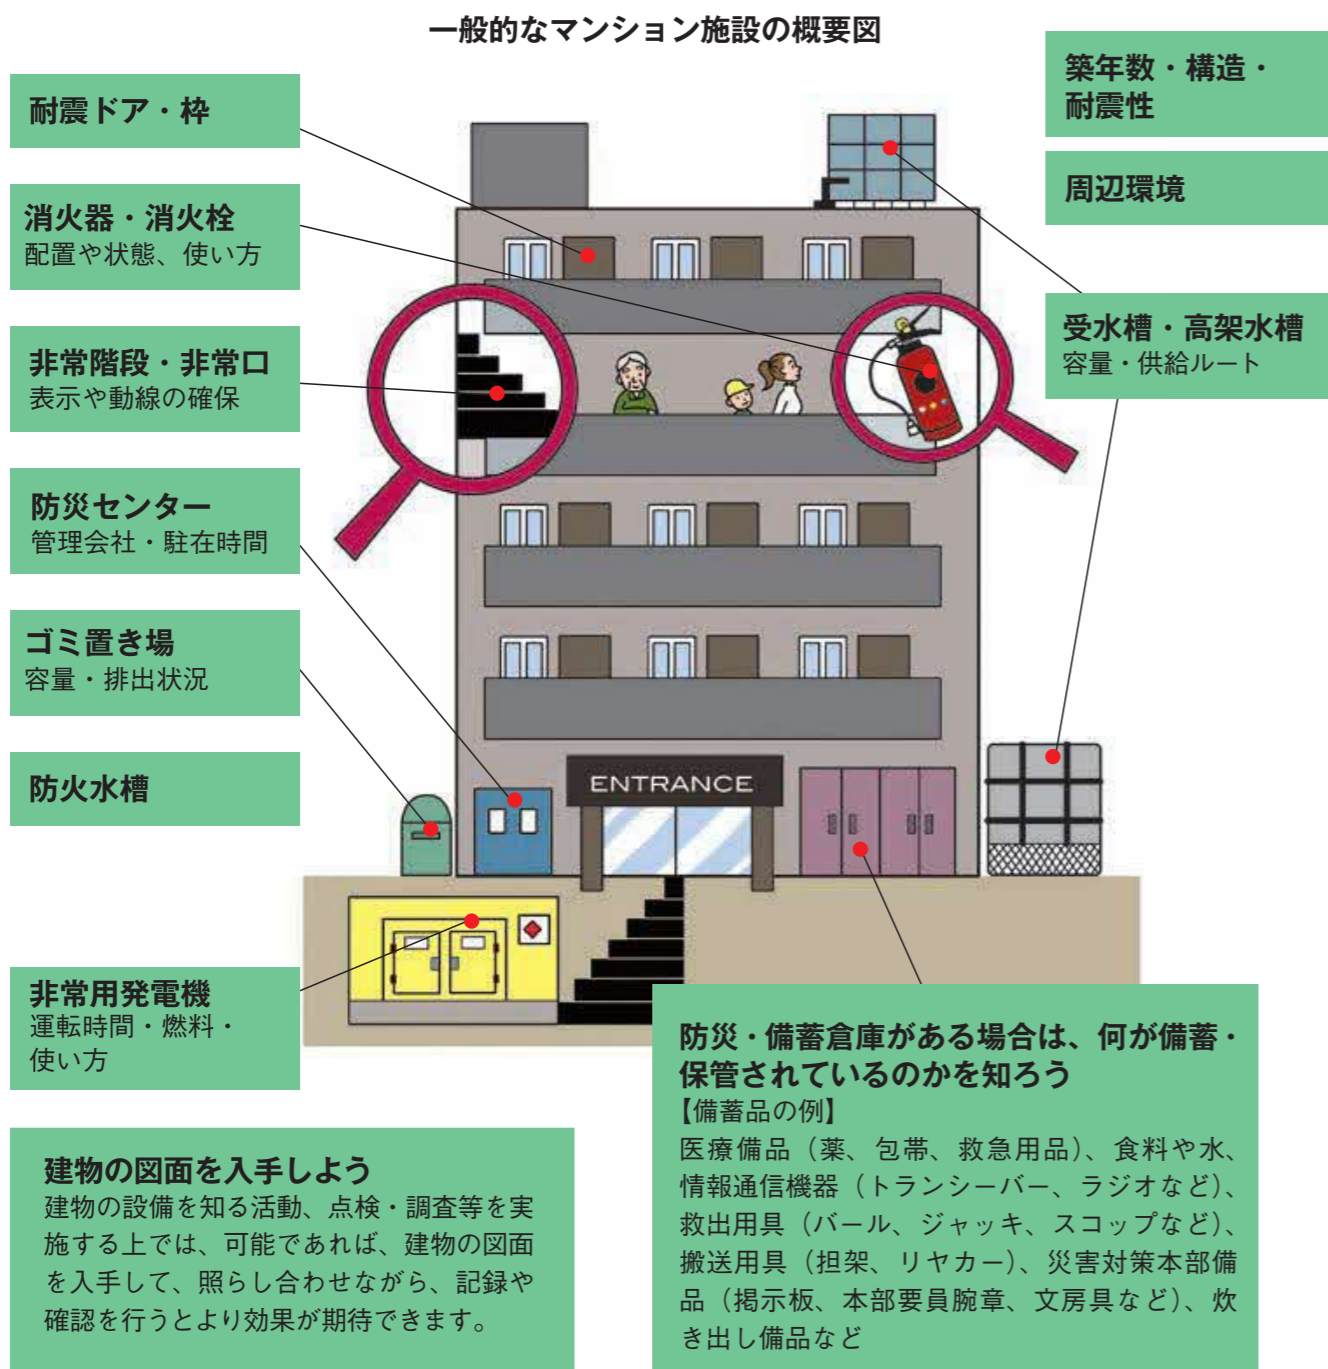 一般的なマンション施設の概要図
耐震ドア・枠
消火器・消火栓
配置や状態、使い方
非常階段・非常口
表示や動線の確保
防災センター
管理会社・駐在時間
ゴミ置き場
容量・排出状況
防火水槽
非常用発電機
運転時間・燃料・
使い方
築年数・構造・
耐震性
周辺環境
受水槽・高架水槽
容量・供給ルート
ENTRANCE
建物の図面を入手しよう
建物の設備を知る活動、点検・調査等を実
施する上では、可能であれば、建物の図面
を入手して、照らし合わせながら、記録や
確認を行うとより効果が期待できます。
防災・備蓄倉庫がある場合は、何が備蓄・
保管されているのかを知ろう
【備蓄品の例】
医療備品（薬、包帯、救急用品）、食料や水、
情報通信機器（トランシーバー、ラジオなど）、
救出用具（バール、ジャッキ、スコップなど）、
搬送用具（担架、リヤカー）、災害対策本部備
品（掲示板、本部要員腕章、文房具など）、炊
き出し備品など